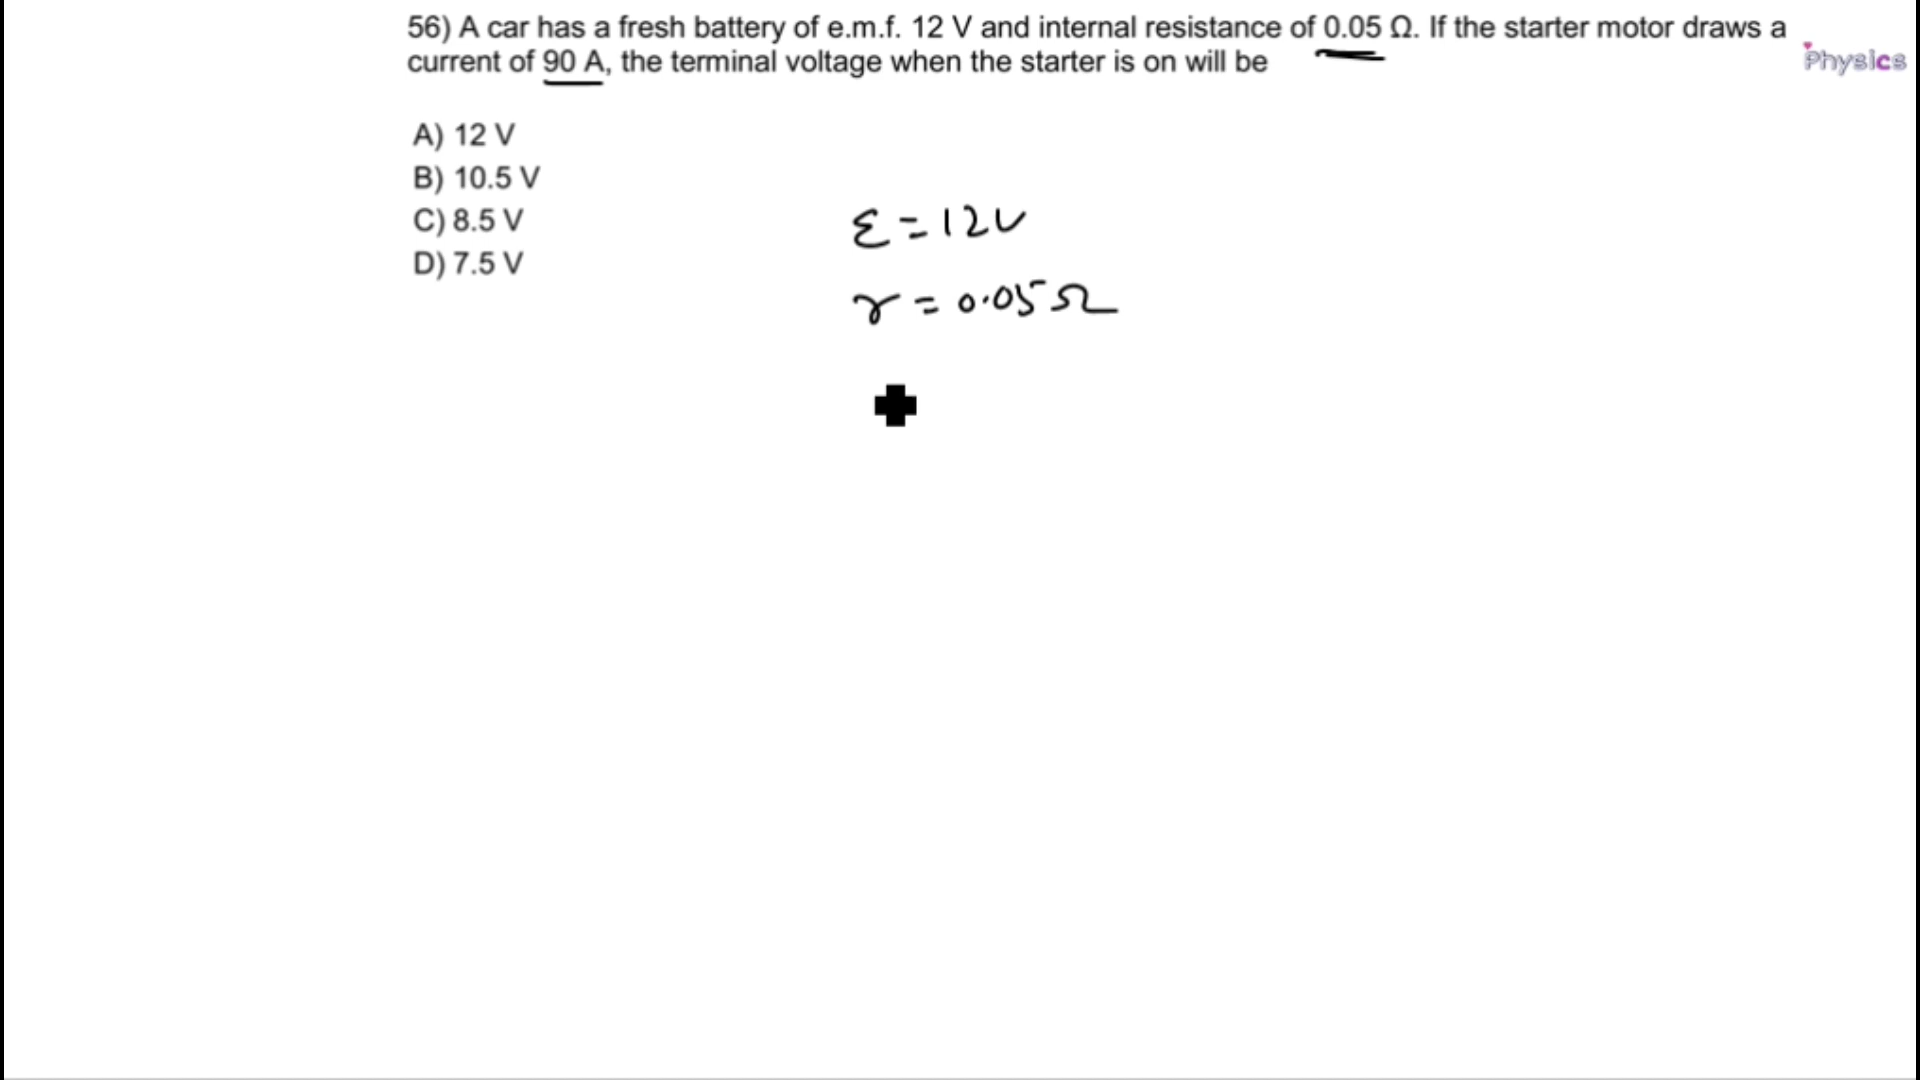 56) A car has a fresh battery of e.m.f. 12 V and internal resistance of 0.05 Ω. If the starter motor draws a
current of 90 A, the terminal voltage when the starter is on will be
Physics
A) 12 V
B) 10.5 V
C) 8.5 V
D) 7.5 V
ε = 12V
r = 0.05 Ω